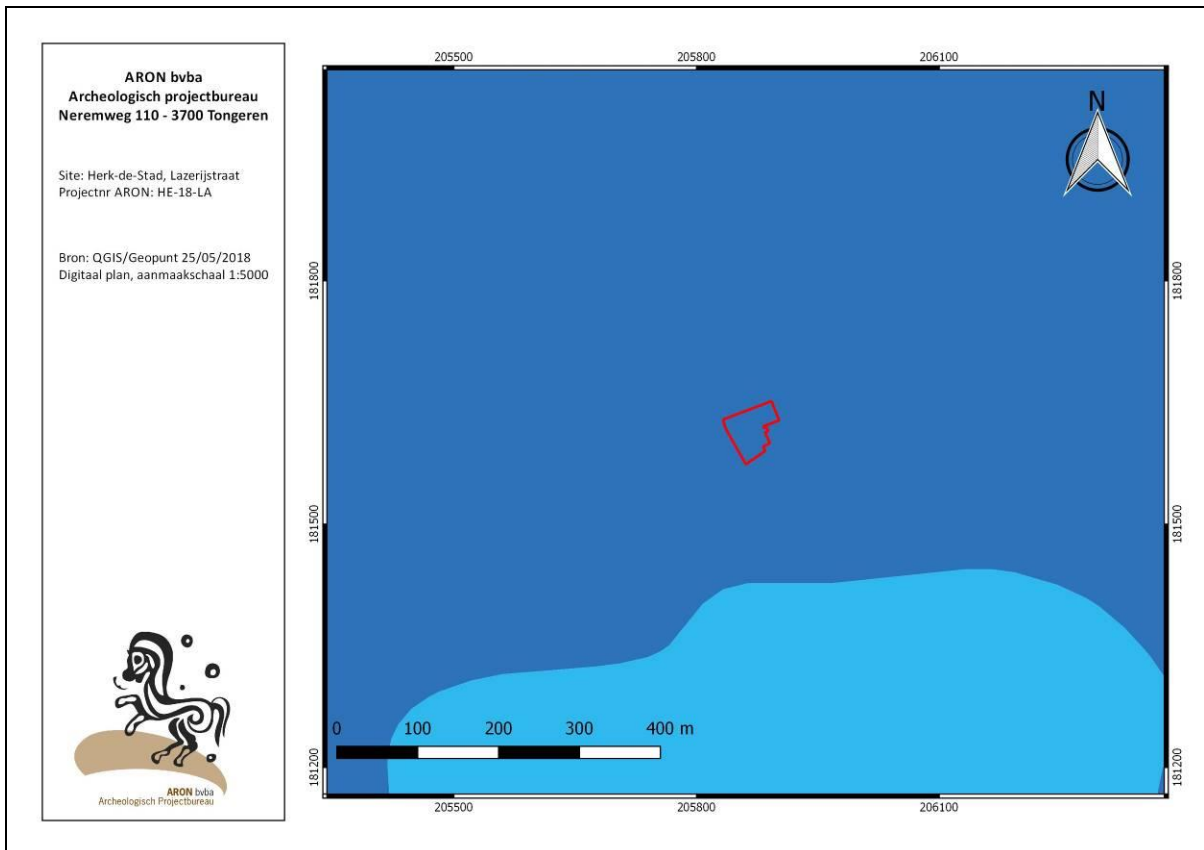 ARON bvba
Archeologisch projectbureau
Neremweg 110 - 3700 Tongeren
Site: Herk-de-Stad, Lazerijstraat
Projectnr ARON: HE-18-LA
Bron: QGIS/Geopunt 25/05/2018
Digitaal plan, aanmaakschaal 1:5000
ARON bvba
Archeologisch Projectbureau
205500 205800 206100
N
181800 181800
181500 181500
0 100 200 300 400 m
181200 181200
205500 205800 206100